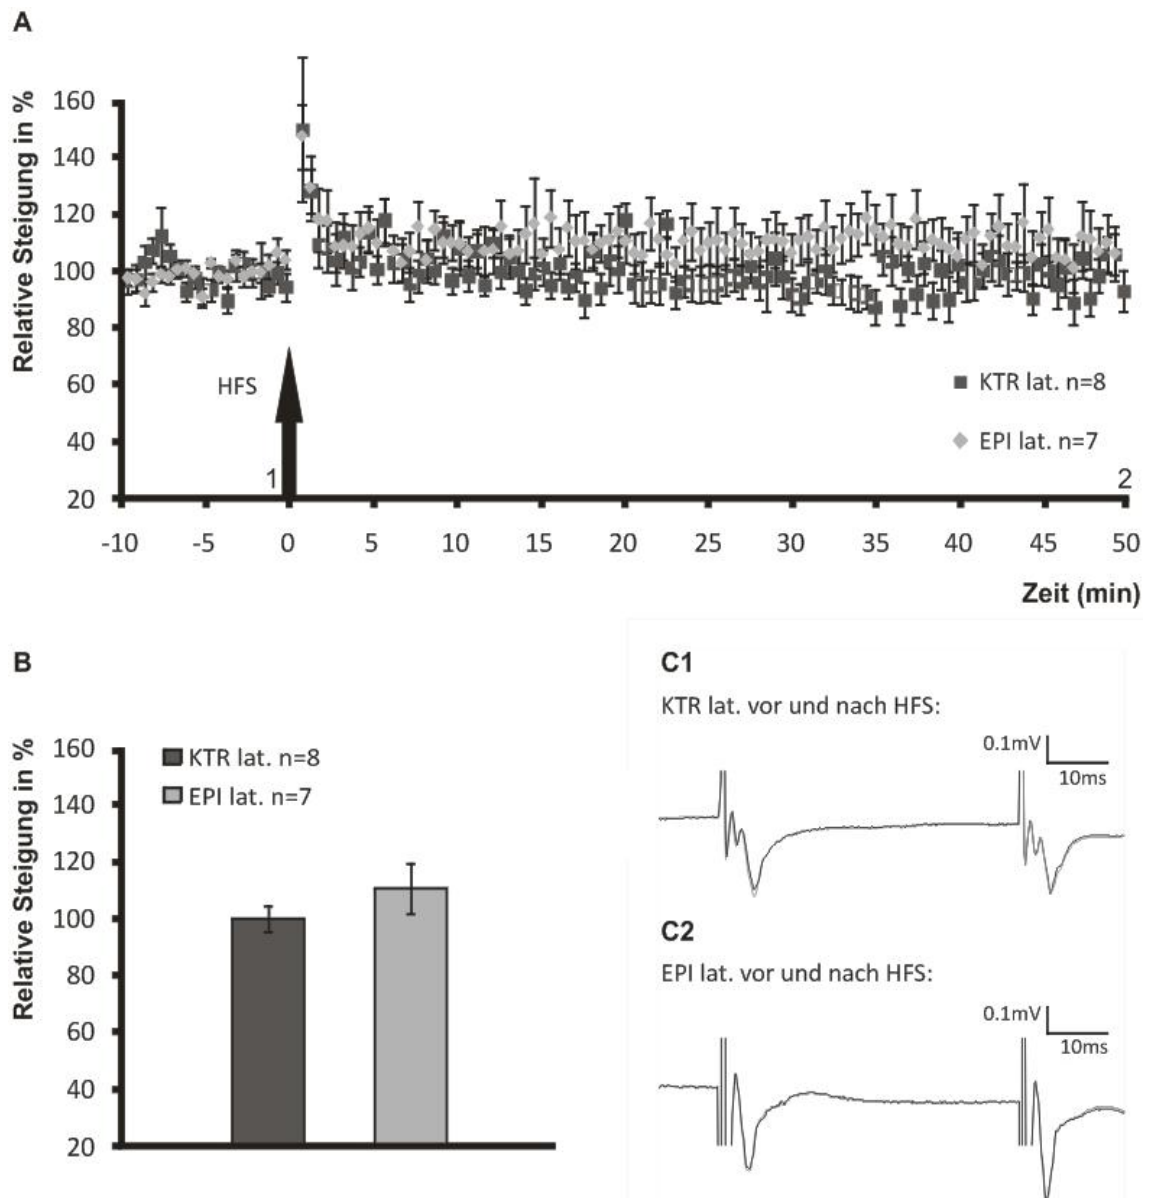 A
Relative Steigung in %
160
140
120
100
80
60
40
20
HFS
1
2
KTR lat. n=8
EPI lat. n=7
-10 -5 0 5 10 15 20 25 30 35 40 45 50
Zeit (min)
B
Relative Steigung in %
160
140
120
100
80
60
40
20
KTR lat. n=8
EPI lat. n=7
C1
KTR lat. vor und nach HFS:
0.1mV
10ms
C2
EPI lat. vor und nach HFS:
0.1mV
10ms